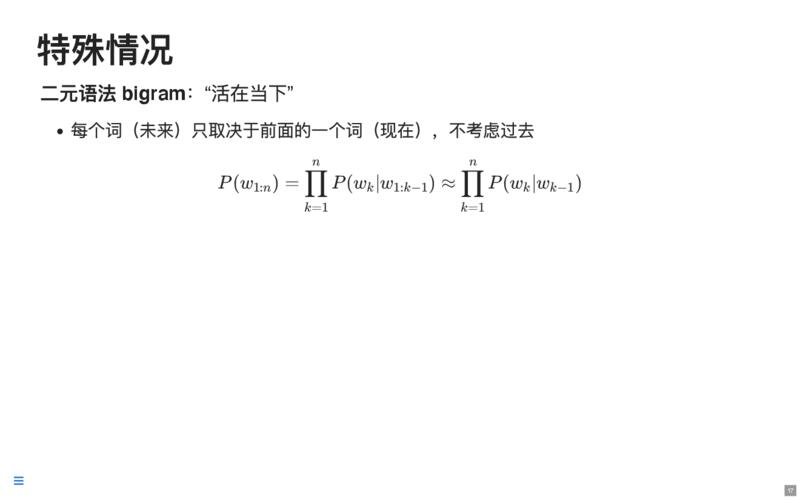 特殊情况
二元语法 bigram：“活在当下”
• 每个词（未来）只取决于前面的一个词（现在），不考虑过去
$P(w_{1:n}) = \prod_{k=1}^{n} P(w_k|w_{1:k-1}) \approx \prod_{k=1}^{n} P(w_k|w_{k-1})$
17